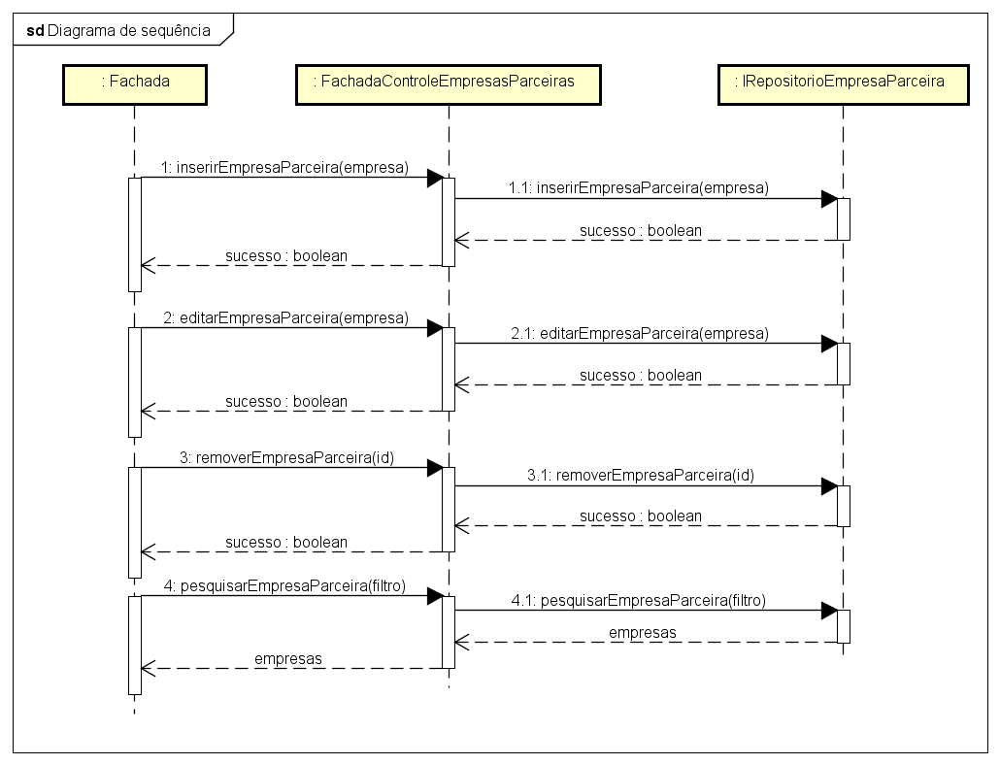 sd Diagrama de sequência
: Fachada
: FachadaControleEmpresasParceiras
: IRepositorioEmpresaParceira
1: inserirEmpresaParceira(empresa)
1.1: inserirEmpresaParceira(empresa)
sucesso : boolean
sucesso : boolean
2: editarEmpresaParceira(empresa)
2.1: editarEmpresaParceira(empresa)
sucesso : boolean
sucesso : boolean
3: removerEmpresaParceira(id)
3.1: removerEmpresaParceira(id)
sucesso : boolean
sucesso : boolean
4: pesquisarEmpresaParceira(filtro)
4.1: pesquisarEmpresaParceira(filtro)
empresas
empresas